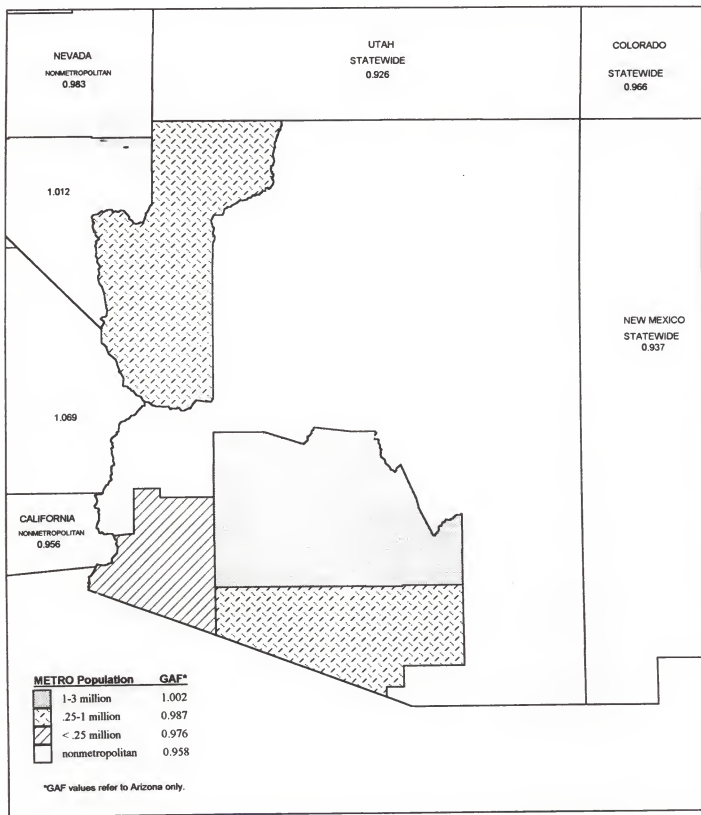 UTAH
STATEWIDE
0.926
COLORADO
STATEWIDE
0.966
NEVADA
NONMETROPOLITAN
0.983
1.012
NEW MEXICO
STATEWIDE
0.937
1.069
CALIFORNIA
NONMETROPOLITAN
0.956
METRO Population GAF*
1-3 million 1.002
.25-1 million 0.987
< .25 million 0.976
nonmetropolitan 0.958
*GAF values refer to Arizona only.